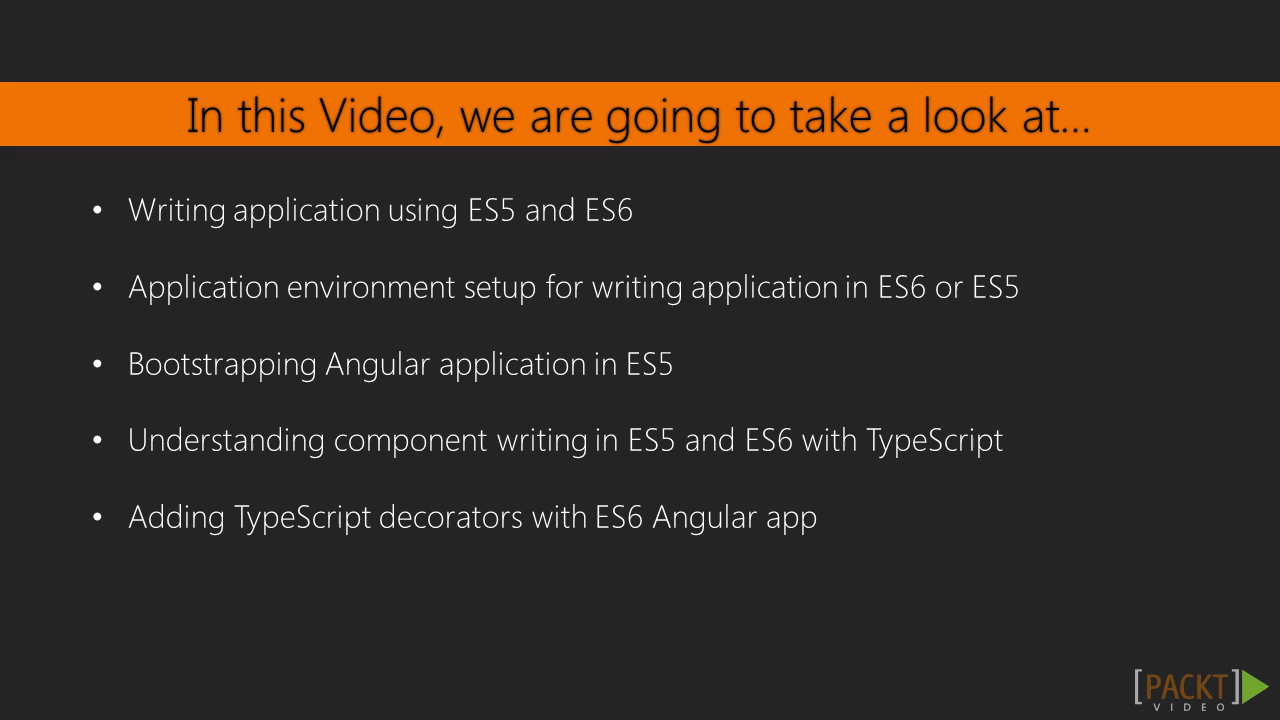 In this Video, we are going to take a look at...
• Writing application using ES5 and ES6
• Application environment setup for writing application in ES6 or ES5
• Bootstrapping Angular application in ES5
• Understanding component writing in ES5 and ES6 with TypeScript
• Adding TypeScript decorators with ES6 Angular app
[PACKT]
VIDEO